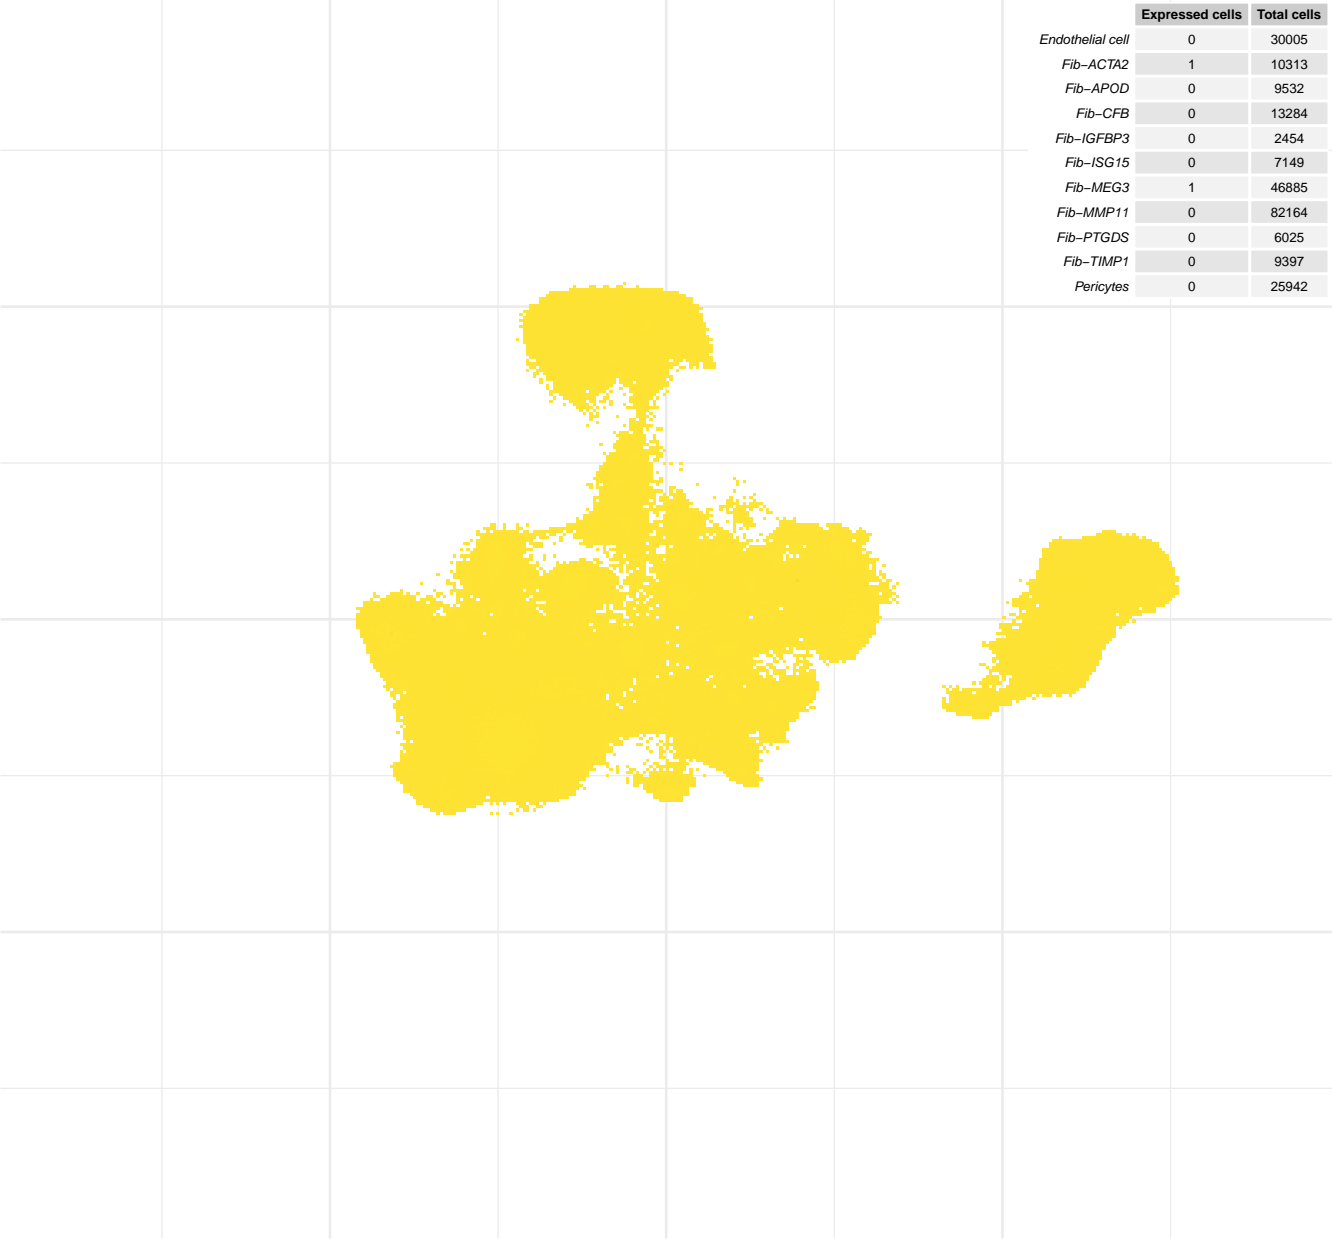 Expressed cells Total cells
Endothelial cell 0 30005
Fib−ACTA2 1 10313
Fib−APOD 0 9532
Fib−CFB 0 13284
Fib−IGFBP3 0 2454
Fib−ISG15 0 7149
Fib−MEG3 1 46885
Fib−MMP11 0 82164
Fib−PTGDS 0 6025
Fib−TIMP1 0 9397
Pericytes 0 25942